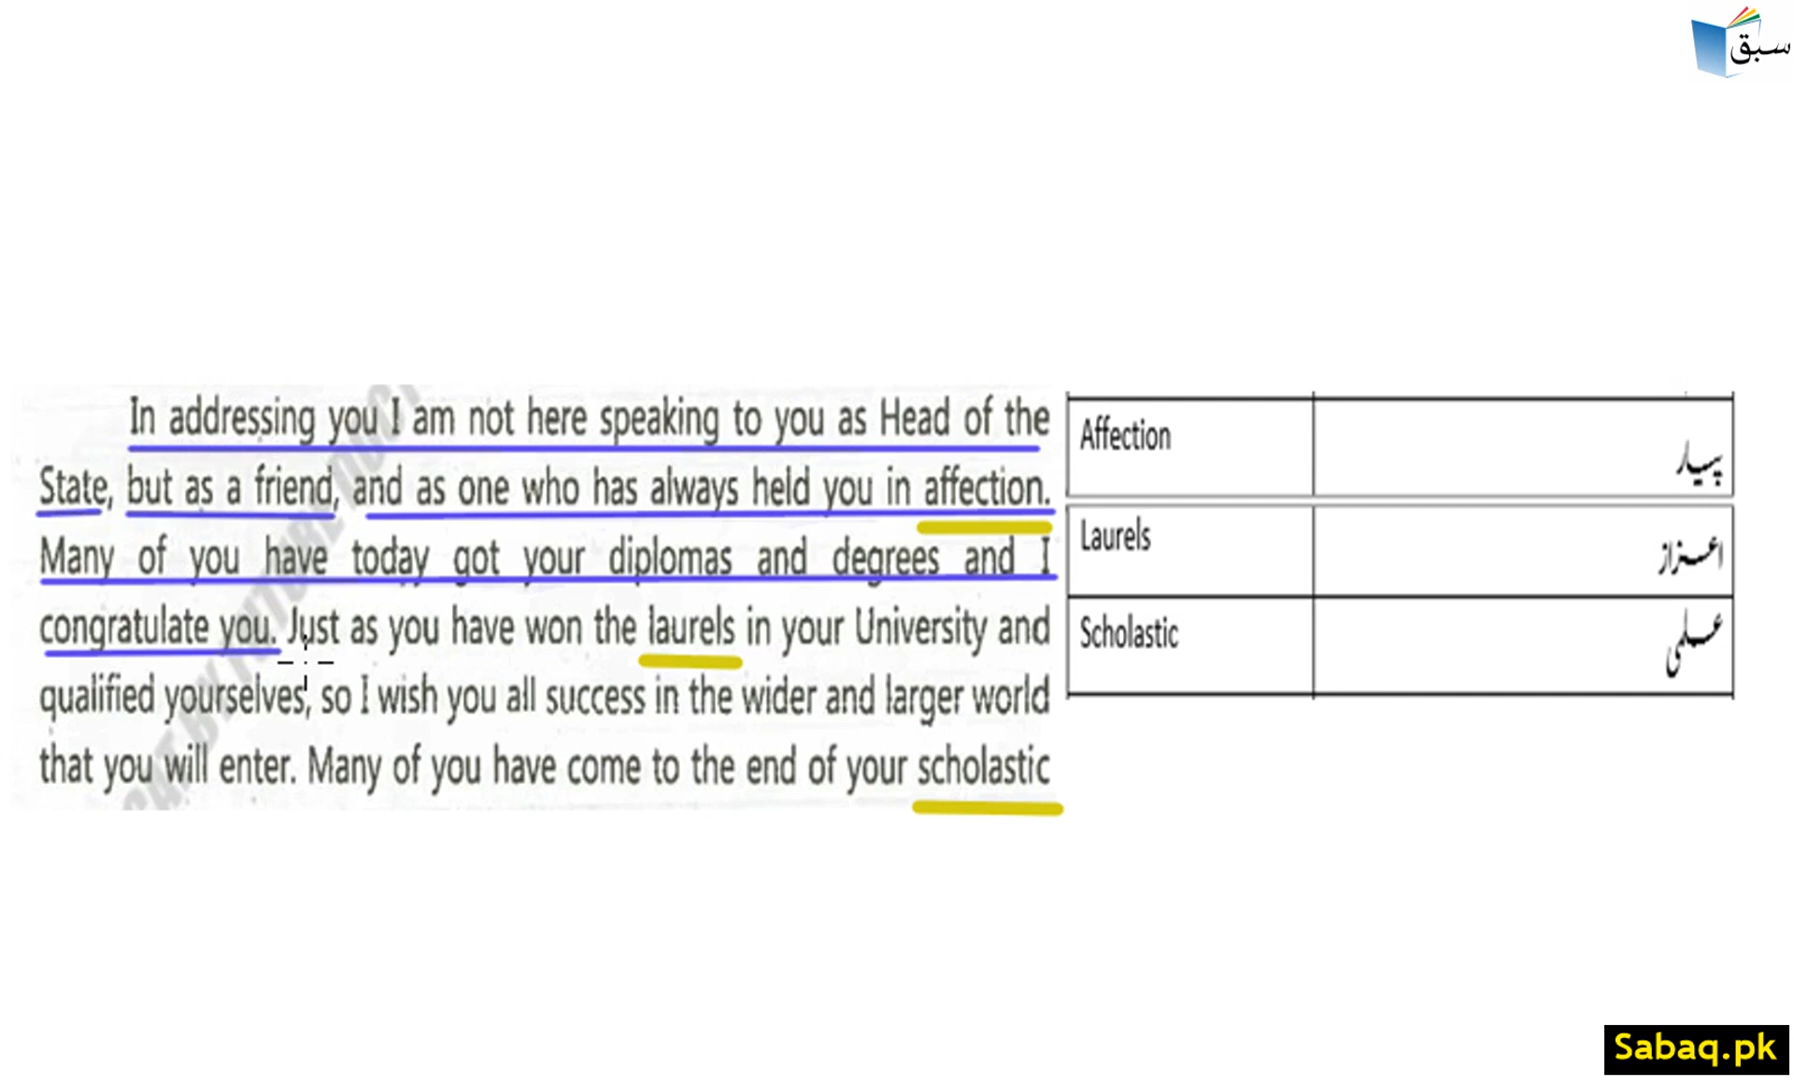 سبق
In addressing you I am not here speaking to you as Head of the
State, but as a friend, and as one who has always held you in affection.
Many of you have today got your diplomas and degrees and I
congratulate you. Just as you have won the laurels in your University and
qualified yourselves, so I wish you all success in the wider and larger world
that you will enter. Many of you have come to the end of your scholastic
Affection پیار
Laurels اعزاز
Scholastic علمی
Sabaq.pk